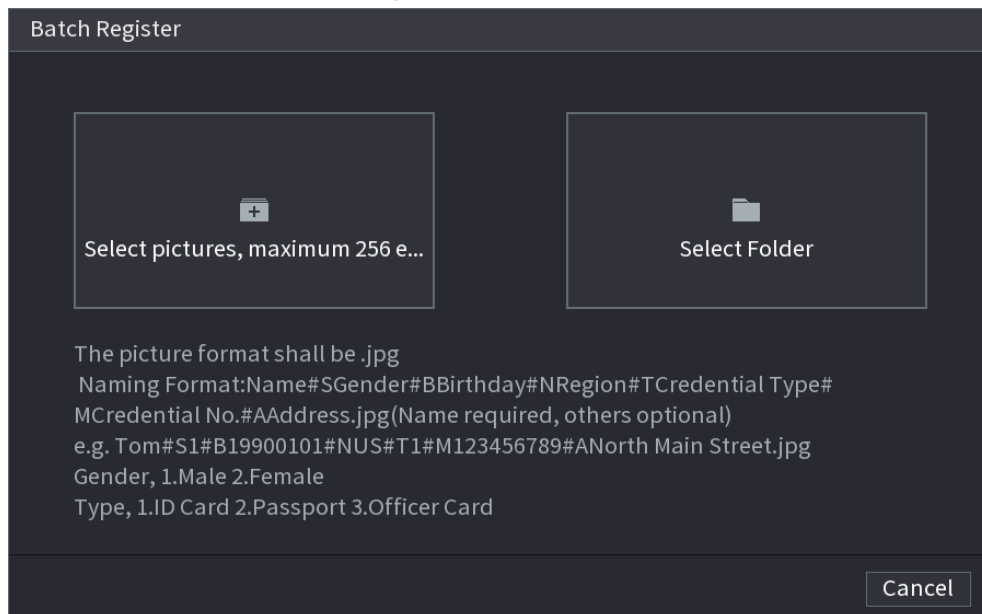 Batch Register
Select pictures, maximum 256 e...
Select Folder
The picture format shall be .jpg
Naming Format:Name#SGender#BBirthday#NRegion#TCredential Type#
MCredential No.#AAddress.jpg(Name required, others optional)
e.g. Tom#S1#B19900101#NUS#T1#M123456789#ANorth Main Street.jpg
Gender, 1.Male 2.Female
Type, 1.ID Card 2.Passport 3.Officer Card
Cancel